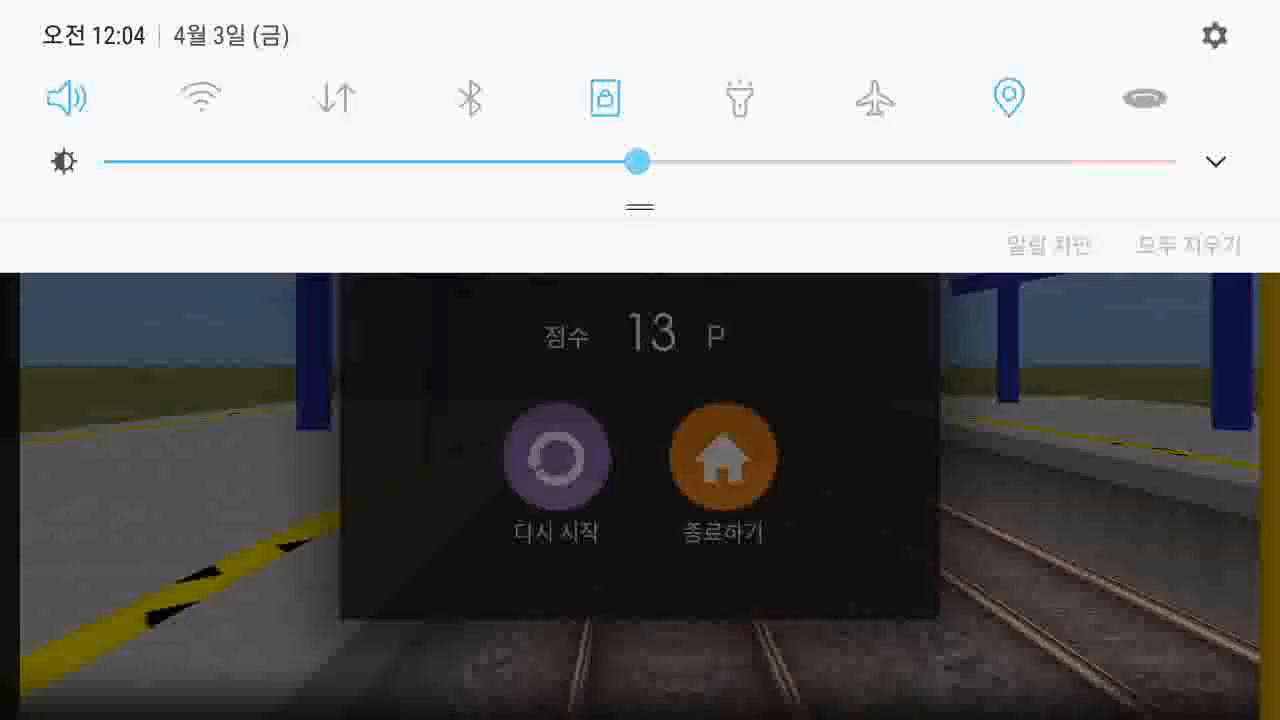 오전 12:04 4월 3일 (금)
알림 차단 모두 지우기
점수 13 P
다시 시작 종료하기